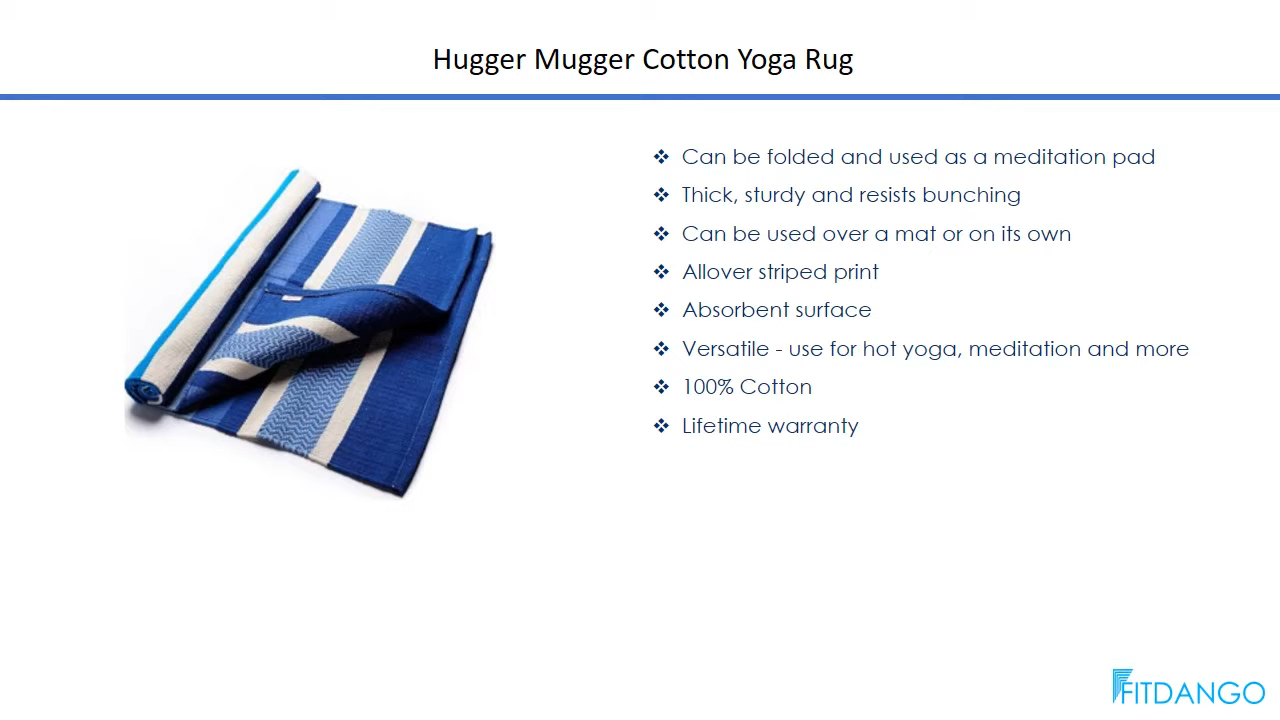 Hugger Mugger Cotton Yoga Rug
❖ Can be folded and used as a meditation pad
❖ Thick, sturdy and resists bunching
❖ Can be used over a mat or on its own
❖ Allover striped print
❖ Absorbent surface
❖ Versatile - use for hot yoga, meditation and more
❖ 100% Cotton
❖ Lifetime warranty
FITDANGO